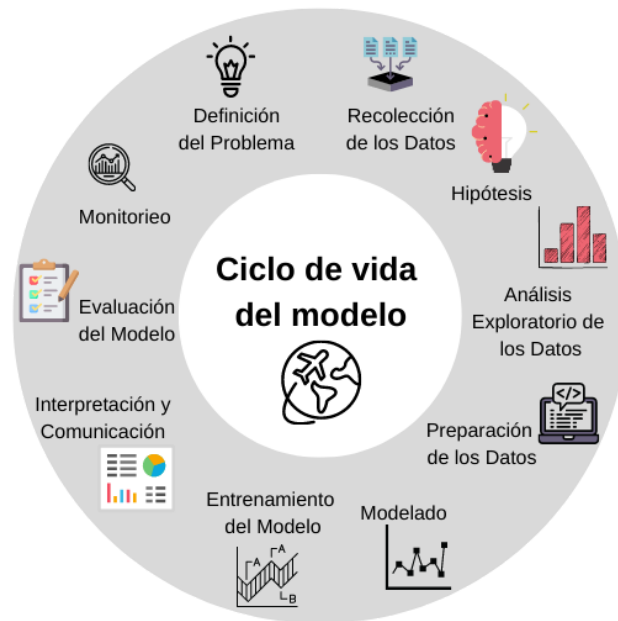 Definición
del Problema
Recolección
de los Datos
Hipótesis
Análisis
Exploratorio de
los Datos
Preparación
de los Datos
Modelado
Entrenamiento
del Modelo
Interpretación y
Comunicación
Evaluación
del Modelo
Monitorieo
Ciclo de vida
del modelo
</>
A
A
B